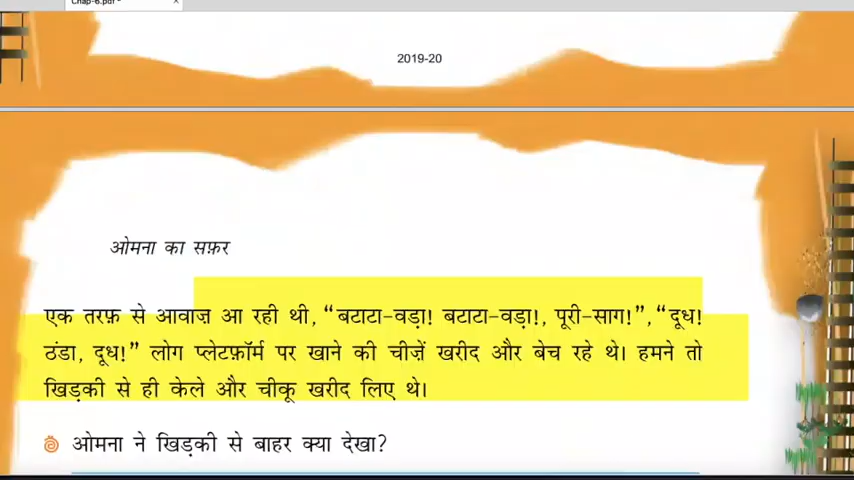 Chap-6.pdf *
2019-20
ओमना का सफ़र
एक तरफ़ से आवाज़ आ रही थी, “बटाटा-वड़ा! बटाटा-वड़ा!, पूरी-साग!”, “दूध!
ठंडा, दूध!” लोग प्लेटफ़ॉर्म पर खाने की चीज़ें खरीद और बेच रहे थे। हमने तो
खिड़की से ही केले और चीकू खरीद लिए थे।
ओमना ने खिड़की से बाहर क्या देखा?